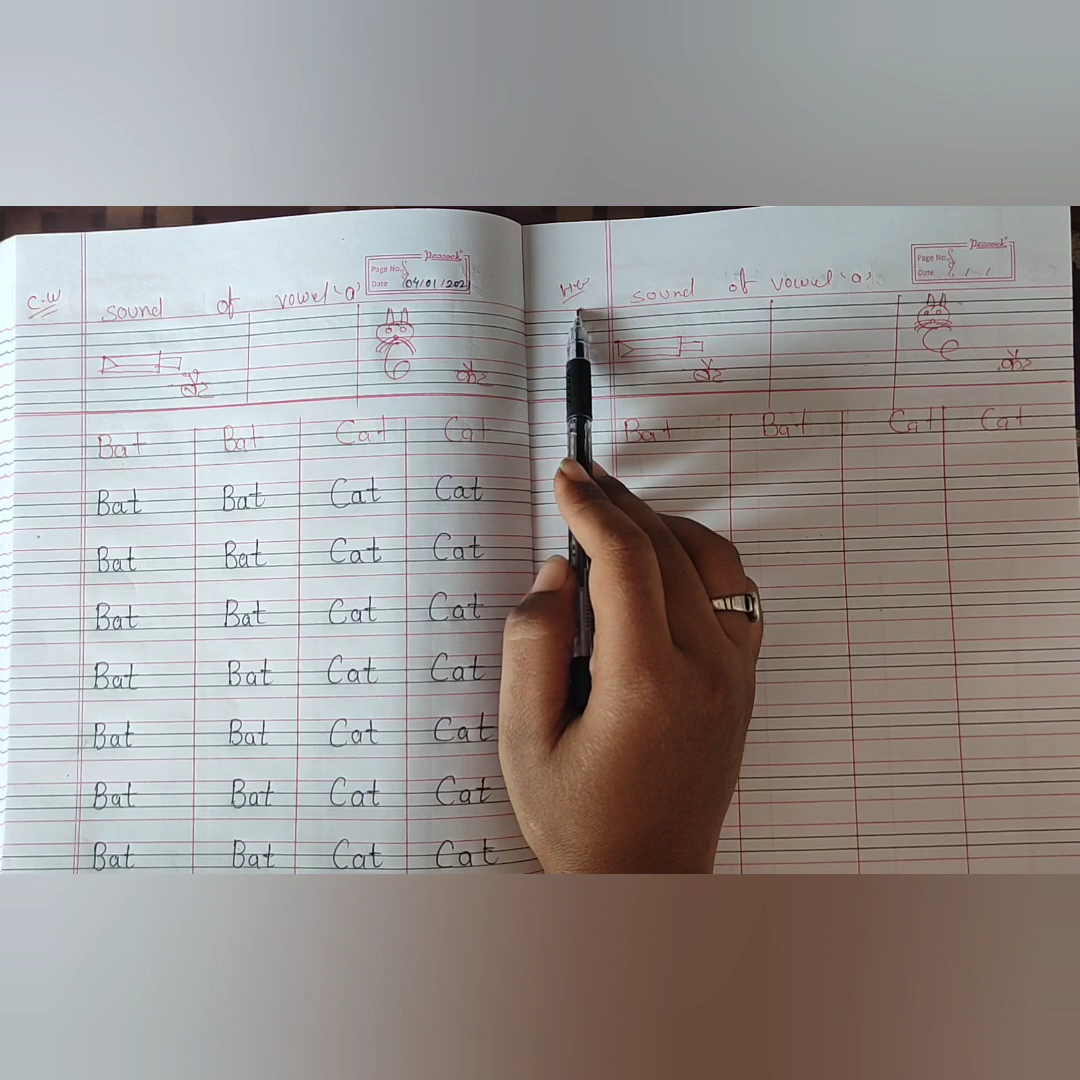 Peacock
Page No.
Date 04/01/202
C.W
sound of vowel 'a'
Bat Bat Cat Cat
Bat Bat Cat Cat
Bat Bat Cat Cat
Bat Bat Cat Cat
Bat Bat Cat Cat
Bat Bat Cat Cat
Bat Bat Cat Cat
Bat Bat Cat Cat
Peacock
Page No.
Date / /
H.W
sound of vowel 'a'
Bat Bat Cat Cat